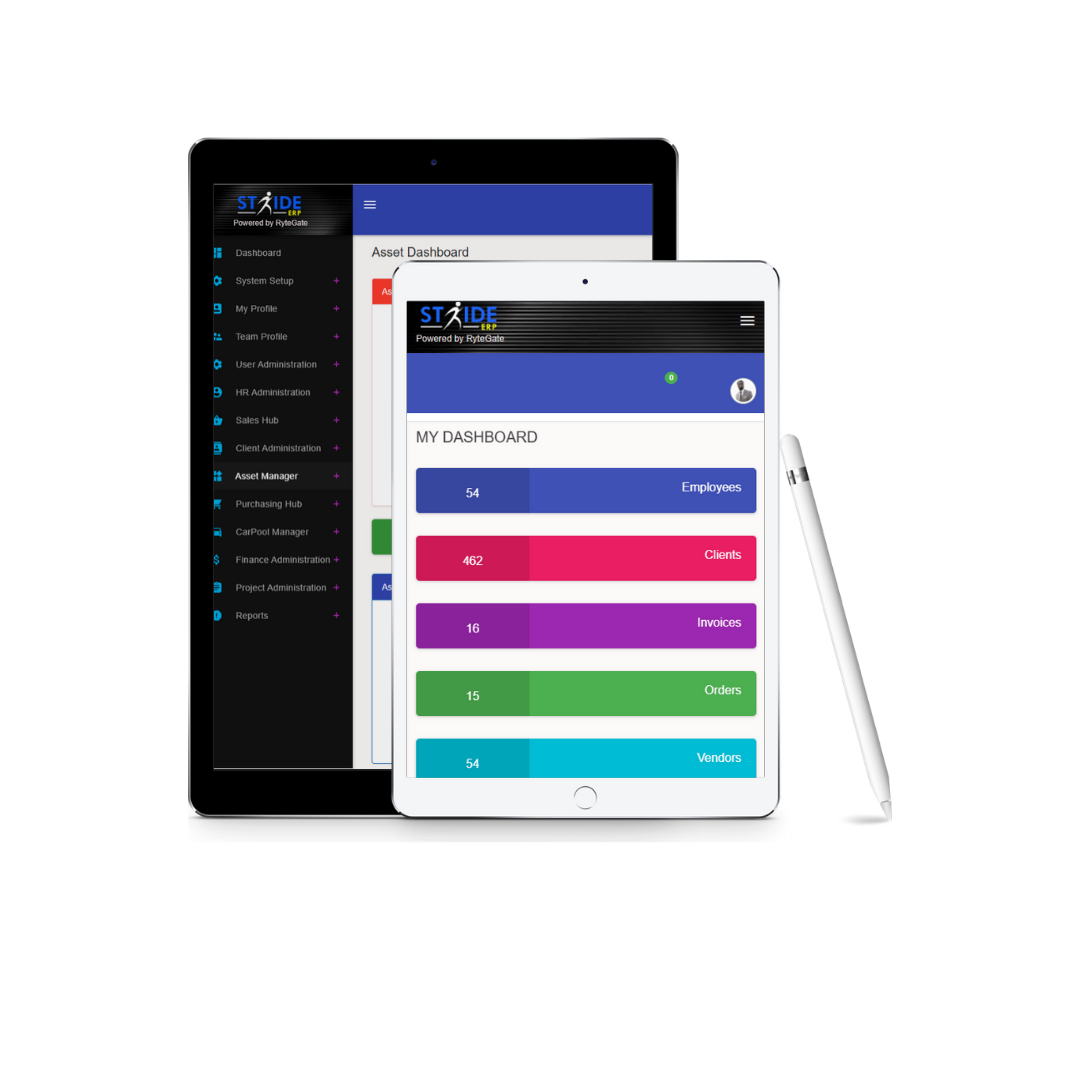 STRIDE
ERP
Powered by RyteGate
Dashboard
System Setup +
My Profile +
Team Profile +
User Administration +
HR Administration +
Sales Hub +
Client Administration +
Asset Manager +
Purchasing Hub +
CarPool Manager +
Finance Administration +
Project Administration +
Reports +
Asset Dashboard
As
As
STRIDE
ERP
Powered by RyteGate
0
MY DASHBOARD
54 Employees
462 Clients
16 Invoices
15 Orders
54 Vendors